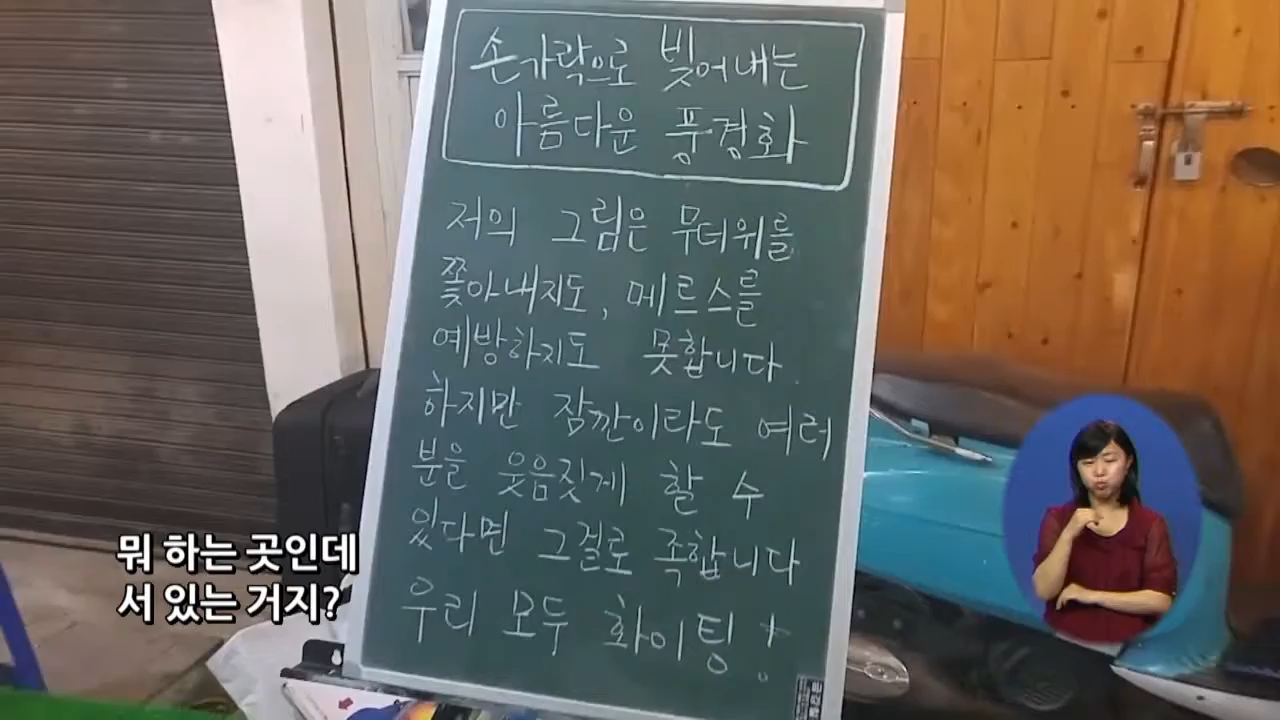 손가락으로 빚어내는
아름다운 풍경화
저의 그림은 무더위를
쫓아내지도, 메르스를
예방하지도 못합니다.
하지만 잠깐이라도 여러
분을 웃음짓게 할 수
있다면 그걸로 족합니다
우리 모두 화이팅!
뭐 하는 곳인데
서 있는 거지?